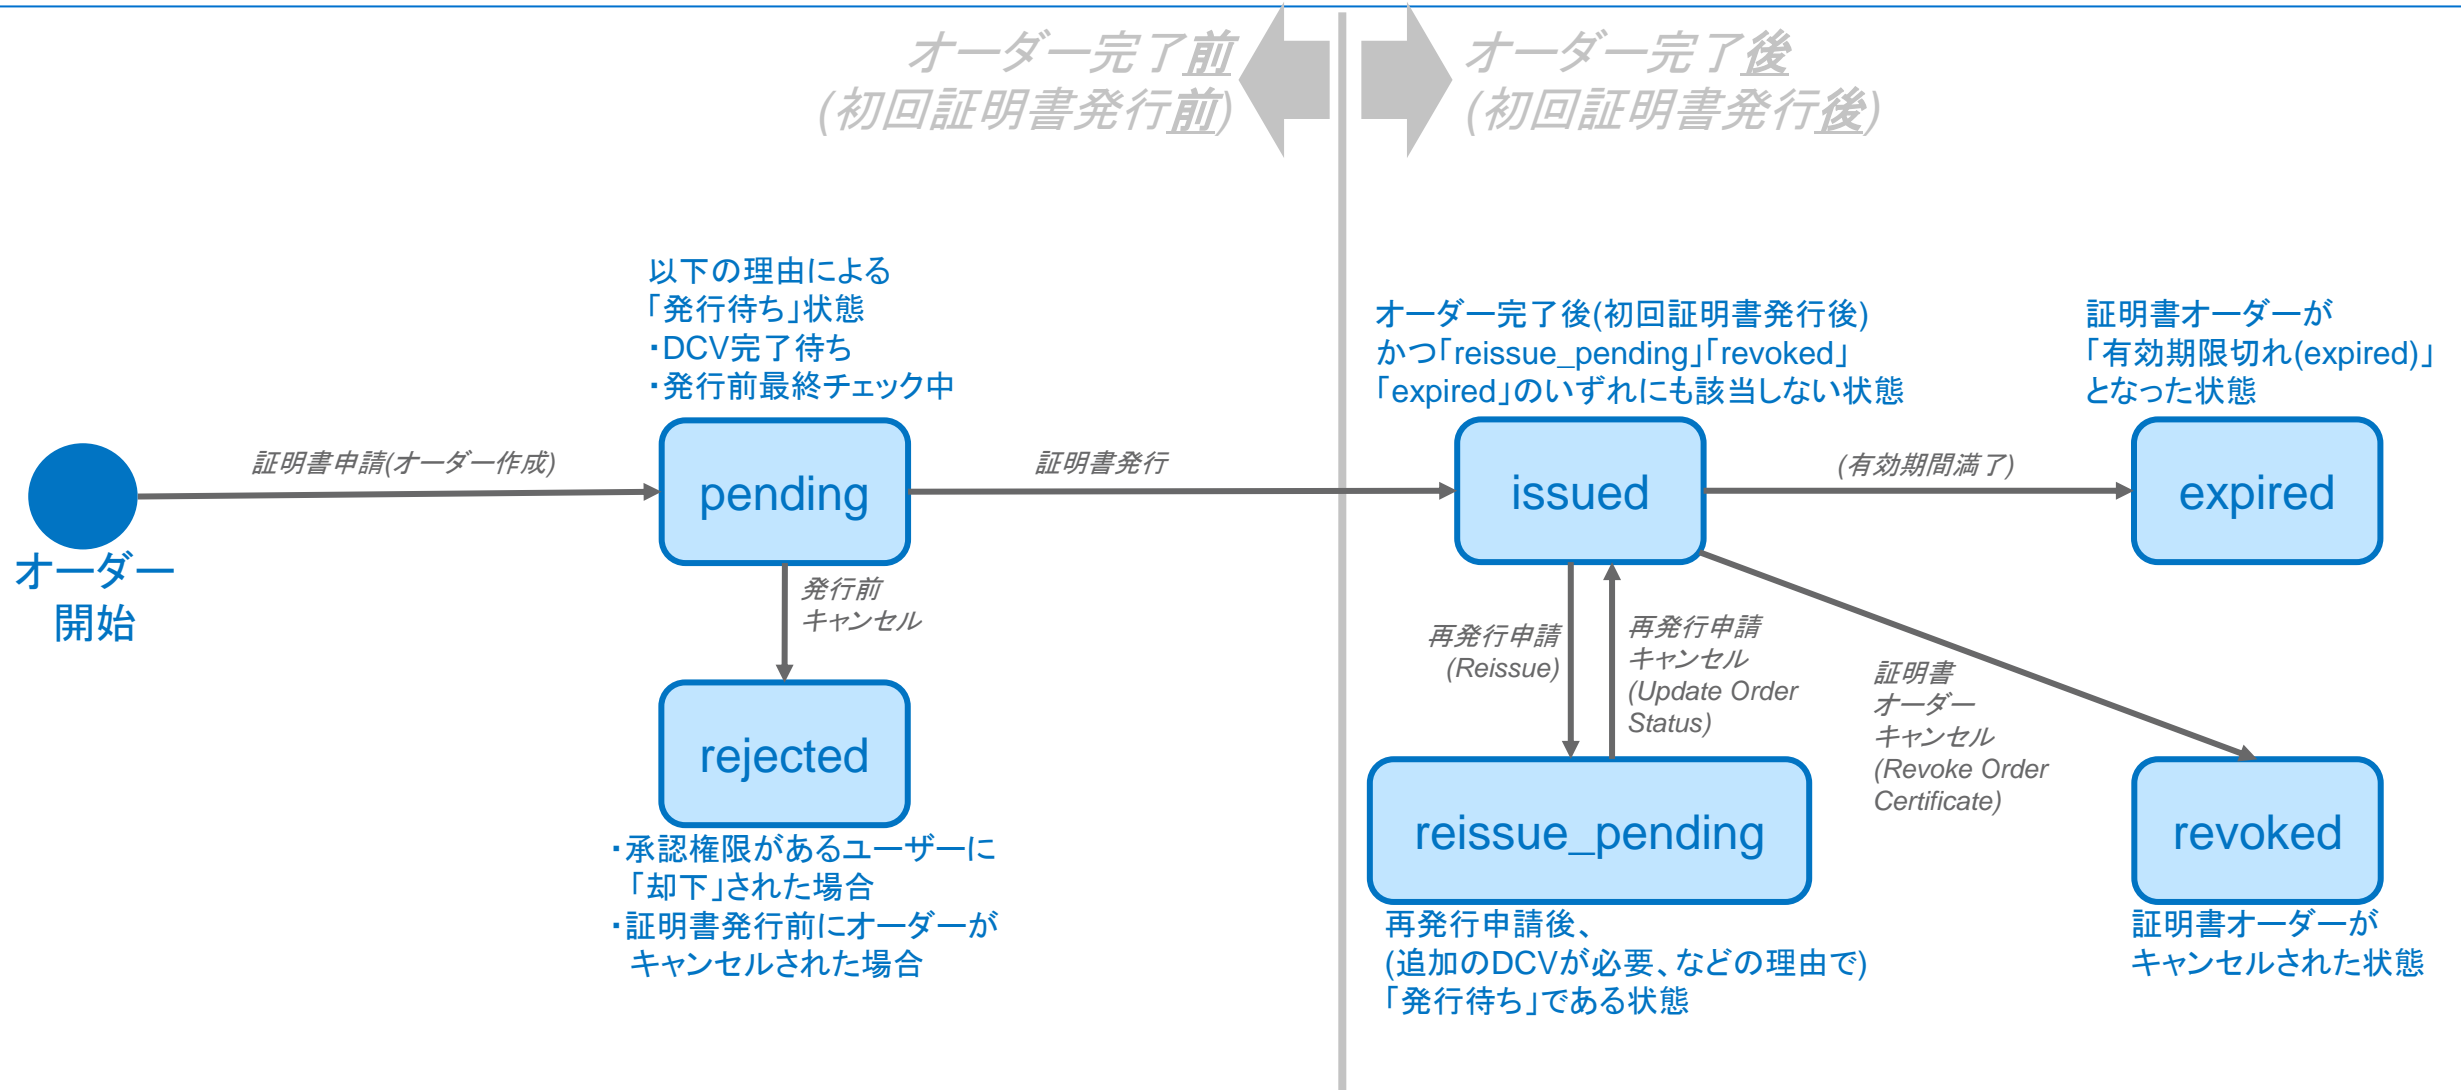 オーダー完了前
(初回証明書発行前)
オーダー完了後
(初回証明書発行後)
以下の理由による
「発行待ち」状態
・DCV完了待ち
・発行前最終チェック中
オーダー完了後(初回証明書発行後)
かつ「reissue_pending」「revoked」
「expired」のいずれにも該当しない状態
証明書オーダーが
「有効期限切れ(expired)」
となった状態
オーダー
開始
証明書申請(オーダー作成)
pending
証明書発行
issued
(有効期間満了)
expired
発行前
キャンセル
rejected
・承認権限があるユーザーに
「却下」された場合
・証明書発行前にオーダーが
キャンセルされた場合
再発行申請
(Reissue)
再発行申請
キャンセル
(Update Order
Status)
証明書
オーダー
キャンセル
(Revoke Order
Certificate)
reissue_pending
再発行申請後、
(追加のDCVが必要、などの理由で)
「発行待ち」である状態
revoked
証明書オーダーが
キャンセルされた状態